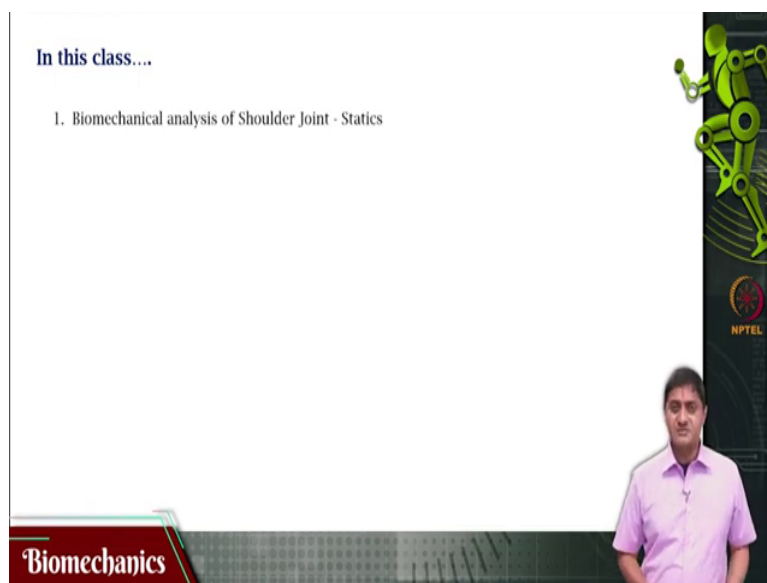 In this class....
1. Biomechanical analysis of Shoulder Joint - Statics
NPTEL
Biomechanics